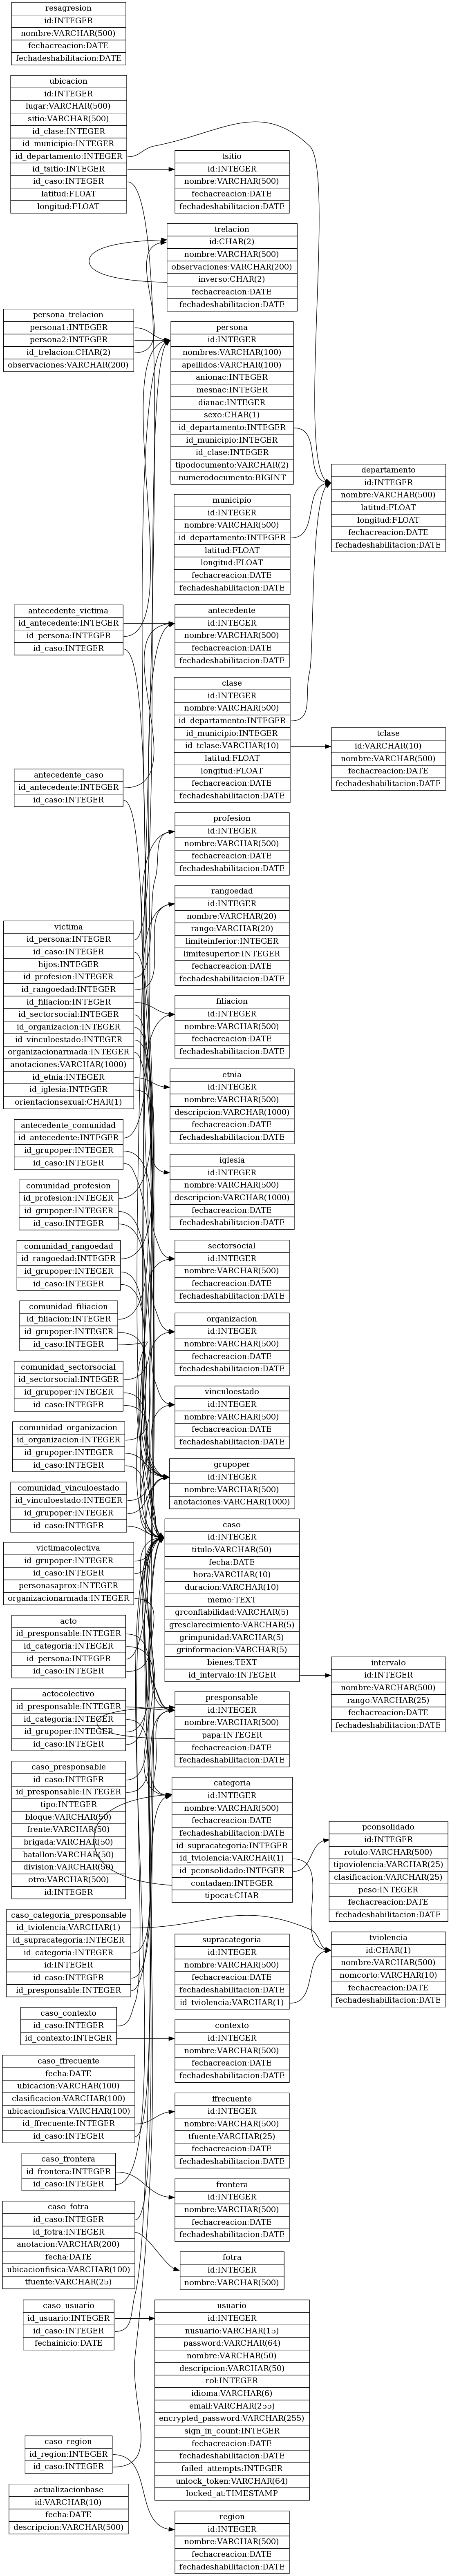 resagresion
id:INTEGER
nombre:VARCHAR(500)
fechacreacion:DATE
fechadeshabilitacion:DATE
ubicacion
id:INTEGER
lugar:VARCHAR(500)
sitio:VARCHAR(500)
id_clase:INTEGER
id_municipio:INTEGER
id_departamento:INTEGER
id_tsitio:INTEGER
id_caso:INTEGER
latitud:FLOAT
longitud:FLOAT
tsitio
id:INTEGER
nombre:VARCHAR(500)
fechacreacion:DATE
fechadeshabilitacion:DATE
trelacion
id:CHAR(2)
nombre:VARCHAR(500)
observaciones:VARCHAR(200)
inverso:CHAR(2)
fechacreacion:DATE
fechadeshabilitacion:DATE
persona_trelacion
persona1:INTEGER
persona2:INTEGER
id_trelacion:CHAR(2)
observaciones:VARCHAR(200)
persona
id:INTEGER
nombres:VARCHAR(100)
apellidos:VARCHAR(100)
anionac:INTEGER
mesnac:INTEGER
dianac:INTEGER
sexo:CHAR(1)
id_departamento:INTEGER
id_municipio:INTEGER
id_clase:INTEGER
tipodocumento:VARCHAR(2)
numerodocumento:BIGINT
departamento
id:INTEGER
nombre:VARCHAR(500)
latitud:FLOAT
longitud:FLOAT
fechacreacion:DATE
fechadeshabilitacion:DATE
municipio
id:INTEGER
nombre:VARCHAR(500)
id_departamento:INTEGER
latitud:FLOAT
longitud:FLOAT
fechacreacion:DATE
fechadeshabilitacion:DATE
antecedente_victima
id_antecedente:INTEGER
id_persona:INTEGER
id_caso:INTEGER
antecedente
id:INTEGER
nombre:VARCHAR(500)
fechacreacion:DATE
fechadeshabilitacion:DATE
clase
id:INTEGER
nombre:VARCHAR(500)
id_departamento:INTEGER
id_municipio:INTEGER
id_tclase:VARCHAR(10)
latitud:FLOAT
longitud:FLOAT
fechacreacion:DATE
fechadeshabilitacion:DATE
tclase
id:VARCHAR(10)
nombre:VARCHAR(500)
fechacreacion:DATE
fechadeshabilitacion:DATE
antecedente_caso
id_antecedente:INTEGER
id_caso:INTEGER
profesion
id:INTEGER
nombre:VARCHAR(500)
fechacreacion:DATE
fechadeshabilitacion:DATE
rangoedad
id:INTEGER
nombre:VARCHAR(20)
rango:VARCHAR(20)
limiteinferior:INTEGER
limitesuperior:INTEGER
fechacreacion:DATE
fechadeshabilitacion:DATE
victima
id_persona:INTEGER
id_caso:INTEGER
hijos:INTEGER
id_profesion:INTEGER
id_rangoedad:INTEGER
id_filiacion:INTEGER
id_sectorsocial:INTEGER
id_organizacion:INTEGER
id_vinculoestado:INTEGER
organizacionarmada:INTEGER
anotaciones:VARCHAR(1000)
id_etnia:INTEGER
id_iglesia:INTEGER
orientacionsexual:CHAR(1)
filiacion
id:INTEGER
nombre:VARCHAR(500)
fechacreacion:DATE
fechadeshabilitacion:DATE
etnia
id:INTEGER
nombre:VARCHAR(500)
descripcion:VARCHAR(1000)
fechacreacion:DATE
fechadeshabilitacion:DATE
antecedente_comunidad
id_antecedente:INTEGER
id_grupoper:INTEGER
id_caso:INTEGER
iglesia
id:INTEGER
nombre:VARCHAR(500)
descripcion:VARCHAR(1000)
fechacreacion:DATE
fechadeshabilitacion:DATE
comunidad_profesion
id_profesion:INTEGER
id_grupoper:INTEGER
id_caso:INTEGER
comunidad_rangoedad
id_rangoedad:INTEGER
id_grupoper:INTEGER
id_caso:INTEGER
sectorsocial
id:INTEGER
nombre:VARCHAR(500)
fechacreacion:DATE
fechadeshabilitacion:DATE
comunidad_filiacion
id_filiacion:INTEGER
id_grupoper:INTEGER
id_caso:INTEGER
organizacion
id:INTEGER
nombre:VARCHAR(500)
fechacreacion:DATE
fechadeshabilitacion:DATE
comunidad_sectorsocial
id_sectorsocial:INTEGER
id_grupoper:INTEGER
id_caso:INTEGER
vinculoestado
id:INTEGER
nombre:VARCHAR(500)
fechacreacion:DATE
fechadeshabilitacion:DATE
comunidad_organizacion
id_organizacion:INTEGER
id_grupoper:INTEGER
id_caso:INTEGER
grupoper
id:INTEGER
nombre:VARCHAR(500)
anotaciones:VARCHAR(1000)
comunidad_vinculoestado
id_vinculoestado:INTEGER
id_grupoper:INTEGER
id_caso:INTEGER
caso
id:INTEGER
titulo:VARCHAR(50)
fecha:DATE
hora:VARCHAR(10)
duracion:VARCHAR(10)
memo:TEXT
grconfiabilidad:VARCHAR(5)
gresclarecimiento:VARCHAR(5)
grimpunidad:VARCHAR(5)
grinformacion:VARCHAR(5)
bienes:TEXT
id_intervalo:INTEGER
victimacolectiva
id_grupoper:INTEGER
id_caso:INTEGER
personasaprox:INTEGER
organizacionarmada:INTEGER
acto
id_presponsable:INTEGER
id_categoria:INTEGER
id_persona:INTEGER
id_caso:INTEGER
intervalo
id:INTEGER
nombre:VARCHAR(500)
rango:VARCHAR(25)
fechacreacion:DATE
fechadeshabilitacion:DATE
actocolectivo
id_presponsable:INTEGER
id_categoria:INTEGER
id_grupoper:INTEGER
id_caso:INTEGER
presponsable
id:INTEGER
nombre:VARCHAR(500)
papa:INTEGER
fechacreacion:DATE
fechadeshabilitacion:DATE
caso_presponsable
id_caso:INTEGER
id_presponsable:INTEGER
tipo:INTEGER
bloque:VARCHAR(50)
frente:VARCHAR(50)
brigada:VARCHAR(50)
batallon:VARCHAR(50)
division:VARCHAR(50)
otro:VARCHAR(500)
id:INTEGER
categoria
id:INTEGER
nombre:VARCHAR(500)
fechacreacion:DATE
fechadeshabilitacion:DATE
id_supracategoria:INTEGER
id_tviolencia:VARCHAR(1)
id_pconsolidado:INTEGER
contadaen:INTEGER
tipocat:CHAR
pconsolidado
id:INTEGER
rotulo:VARCHAR(500)
tipoviolencia:VARCHAR(25)
clasificacion:VARCHAR(25)
peso:INTEGER
fechacreacion:DATE
fechadeshabilitacion:DATE
caso_categoria_presponsable
id_tviolencia:VARCHAR(1)
id_supracategoria:INTEGER
id_categoria:INTEGER
id:INTEGER
id_caso:INTEGER
id_presponsable:INTEGER
supracategoria
id:INTEGER
nombre:VARCHAR(500)
fechacreacion:DATE
fechadeshabilitacion:DATE
id_tviolencia:VARCHAR(1)
tviolencia
id:CHAR(1)
nombre:VARCHAR(500)
nomcorto:VARCHAR(10)
fechacreacion:DATE
fechadeshabilitacion:DATE
caso_contexto
id_caso:INTEGER
id_contexto:INTEGER
contexto
id:INTEGER
nombre:VARCHAR(500)
fechacreacion:DATE
fechadeshabilitacion:DATE
caso_ffrecuente
fecha:DATE
ubicacion:VARCHAR(100)
clasificacion:VARCHAR(100)
ubicacionfisica:VARCHAR(100)
id_ffrecuente:INTEGER
id_caso:INTEGER
ffrecuente
id:INTEGER
nombre:VARCHAR(500)
tfuente:VARCHAR(25)
fechacreacion:DATE
fechadeshabilitacion:DATE
caso_frontera
id_frontera:INTEGER
id_caso:INTEGER
frontera
id:INTEGER
nombre:VARCHAR(500)
fechacreacion:DATE
fechadeshabilitacion:DATE
caso_fotra
id_caso:INTEGER
id_fotra:INTEGER
anotacion:VARCHAR(200)
fecha:DATE
ubicacionfisica:VARCHAR(100)
tfuente:VARCHAR(25)
fotra
id:INTEGER
nombre:VARCHAR(500)
caso_usuario
id_usuario:INTEGER
id_caso:INTEGER
fechainicio:DATE
usuario
id:INTEGER
nusuario:VARCHAR(15)
password:VARCHAR(64)
nombre:VARCHAR(50)
descripcion:VARCHAR(50)
rol:INTEGER
idioma:VARCHAR(6)
email:VARCHAR(255)
encrypted_password:VARCHAR(255)
sign_in_count:INTEGER
fechacreacion:DATE
fechadeshabilitacion:DATE
failed_attempts:INTEGER
unlock_token:VARCHAR(64)
locked_at:TIMESTAMP
caso_region
id_region:INTEGER
id_caso:INTEGER
actualizacionbase
id:VARCHAR(10)
fecha:DATE
descripcion:VARCHAR(500)
region
id:INTEGER
nombre:VARCHAR(500)
fechacreacion:DATE
fechadeshabilitacion:DATE